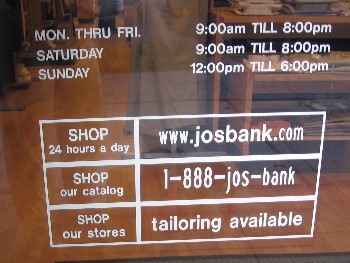 MON. THRU FRI. 9:00am TILL 8:00pm
SATURDAY 9:00am TILL 8:00pm
SUNDAY 12:00pm TILL 6:00pm
SHOP
24 hours a day
www.josbank.com
SHOP
our catalog
1-888-jos-bank
SHOP
our stores
tailoring available